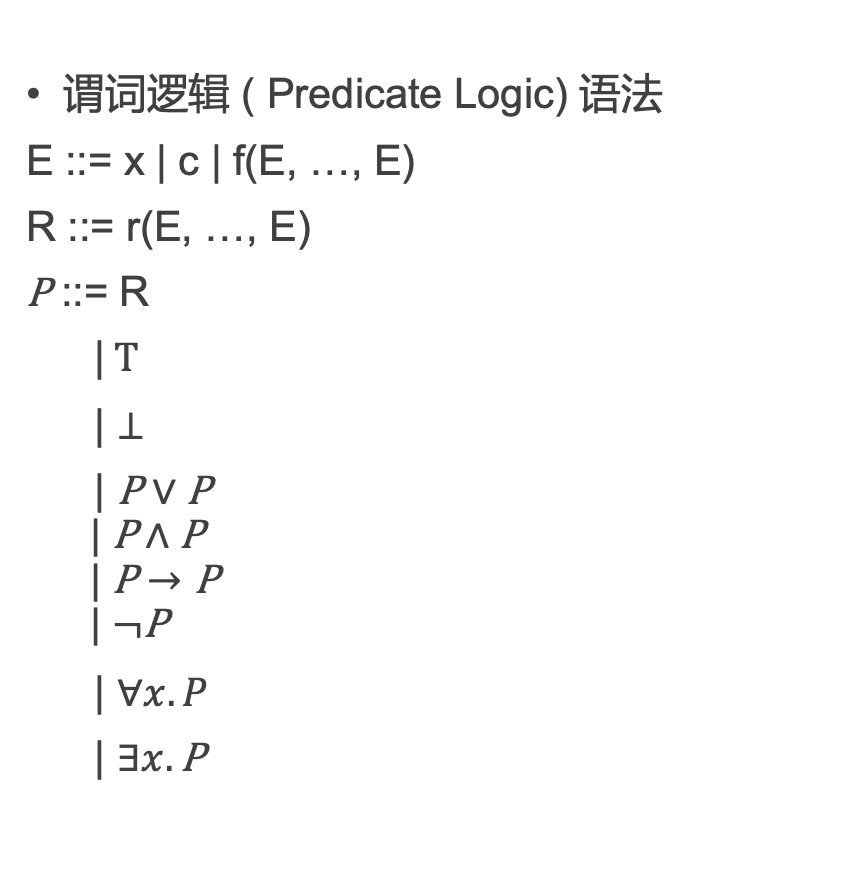 • 谓词逻辑 ( Predicate Logic) 语法
E ::= x | c | f(E, …, E)
R ::= r(E, …, E)
𝑃 ::= R
| T
| ⊥
| 𝑃 ∨ 𝑃
| 𝑃 ∧ 𝑃
| 𝑃 → 𝑃
| ¬𝑃
| ∀𝑥. 𝑃
| ∃𝑥. 𝑃